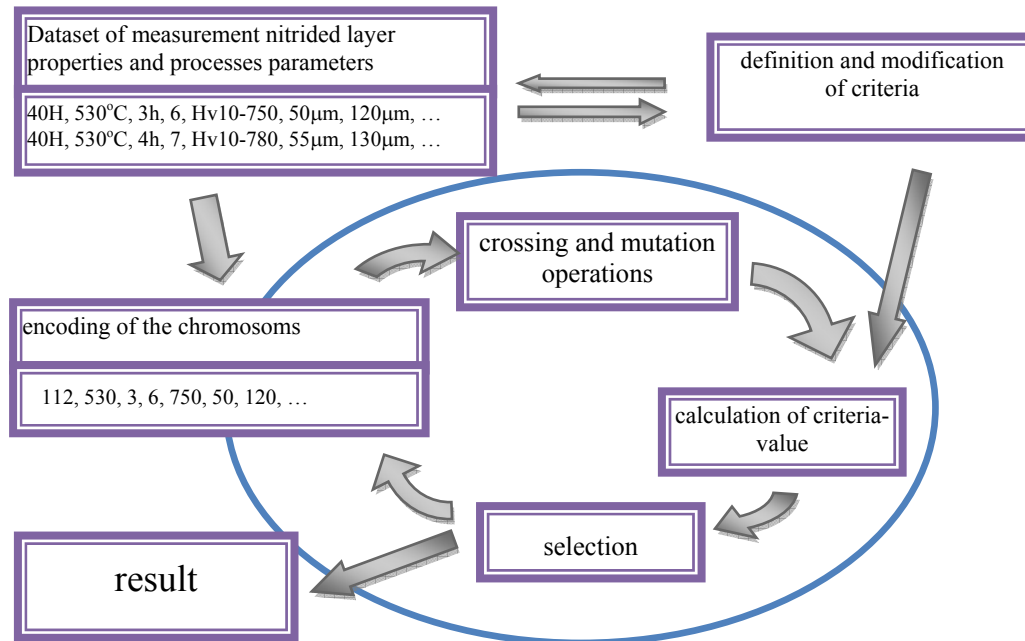 Dataset of measurement nitrided layer
properties and processes parameters
40H, 530°C, 3h, 6, Hv10-750, 50μm, 120μm, …
40H, 530°C, 4h, 7, Hv10-780, 55μm, 130μm, …
definition and modification
of criteria
crossing and mutation
operations
encoding of the chromosoms
112, 530, 3, 6, 750, 50, 120, …
calculation of criteria-
value
selection
result